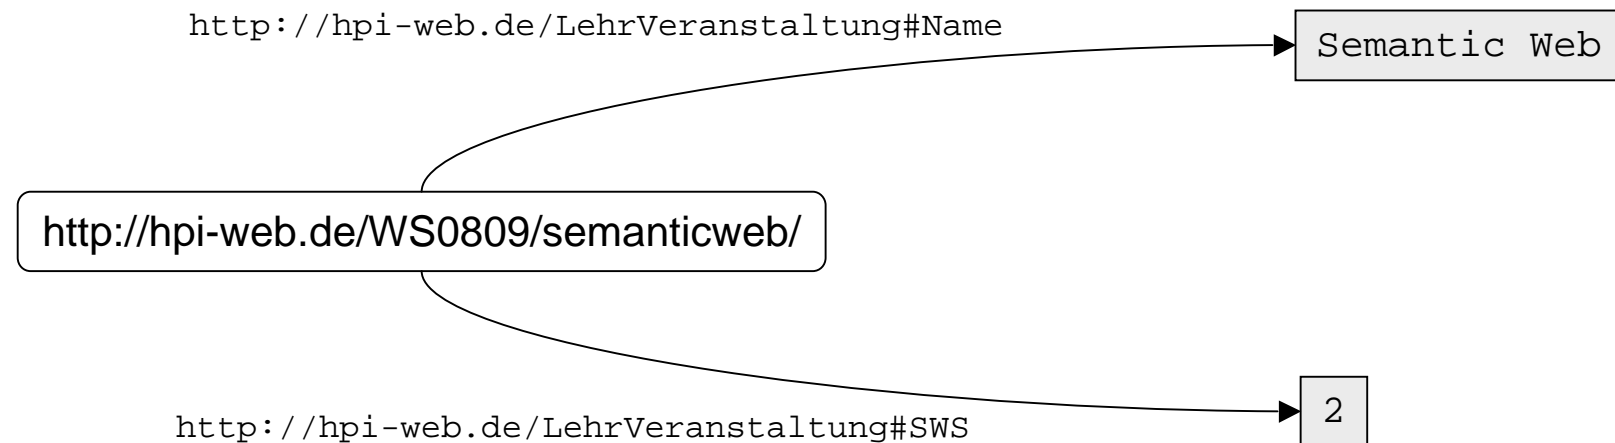 http://hpi-web.de/LehrVeranstaltung#Name
Semantic Web
http://hpi-web.de/WS0809/semanticweb/
2
http://hpi-web.de/LehrVeranstaltung#SWS